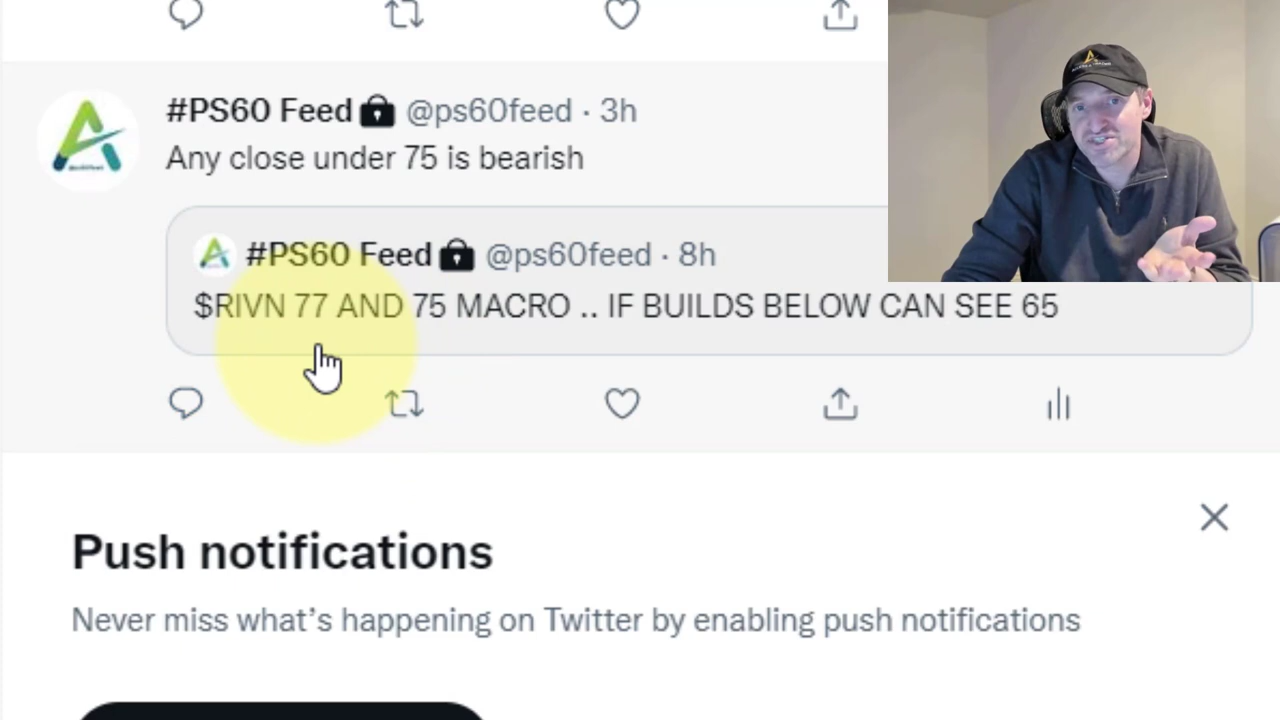 #PS60 Feed @ps60feed · 3h
Any close under 75 is bearish
#PS60 Feed @ps60feed · 8h
$RIVN 77 AND 75 MACRO .. IF BUILDS BELOW CAN SEE 65
Push notifications
Never miss what’s happening on Twitter by enabling push notifications